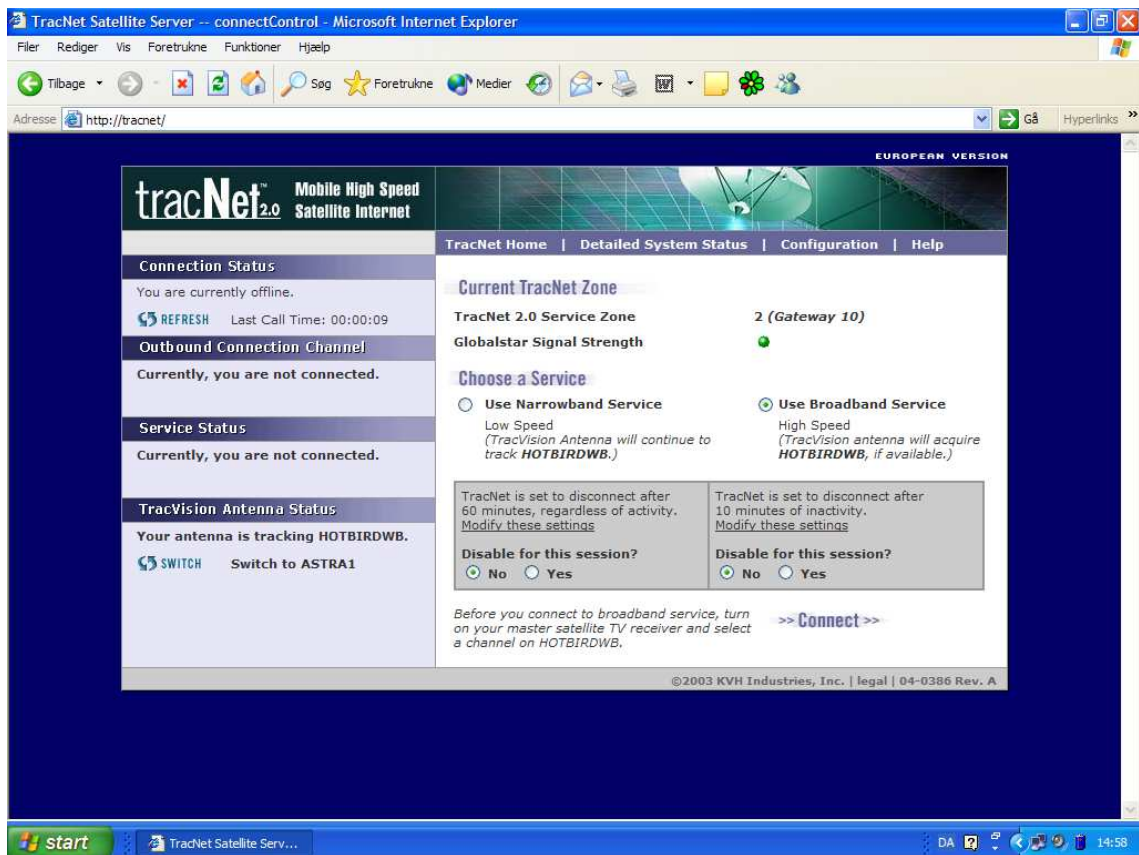 TracNet Satellite Server -- connectControl - Microsoft Internet Explorer
Filer Rediger Vis Foretrukne Funktioner Hjælp
Tilbage Søg Foretrukne Medier
Adresse http://tracnet/ Gå Hyperlinks »
EUROPEAN VERSION
tracNet™ 2.0 Mobile High Speed
Satellite Internet
TracNet Home | Detailed System Status | Configuration | Help
Connection Status
You are currently offline.
REFRESH Last Call Time: 00:00:09
Outbound Connection Channel
Currently, you are not connected.
Service Status
Currently, you are not connected.
TracVision Antenna Status
Your antenna is tracking HOTBIRDWB.
SWITCH Switch to ASTRA1
Current TracNet Zone
TracNet 2.0 Service Zone 2 (Gateway 10)
Globalstar Signal Strength
Choose a Service
Use Narrowband Service
Low Speed
(TracVision Antenna will continue to
track HOTBIRDWB.)
Use Broadband Service
High Speed
(TracVision antenna will acquire
HOTBIRDWB, if available.)
TracNet is set to disconnect after
60 minutes, regardless of activity.
Modify these settings
Disable for this session?
No Yes
TracNet is set to disconnect after
10 minutes of inactivity.
Modify these settings
Disable for this session?
No Yes
Before you connect to broadband service, turn
on your master satellite TV receiver and select
a channel on HOTBIRDWB.
>> Connect >>
©2003 KVH Industries, Inc. | legal | 04-0386 Rev. A
start TracNet Satellite Serv... DA 14:58